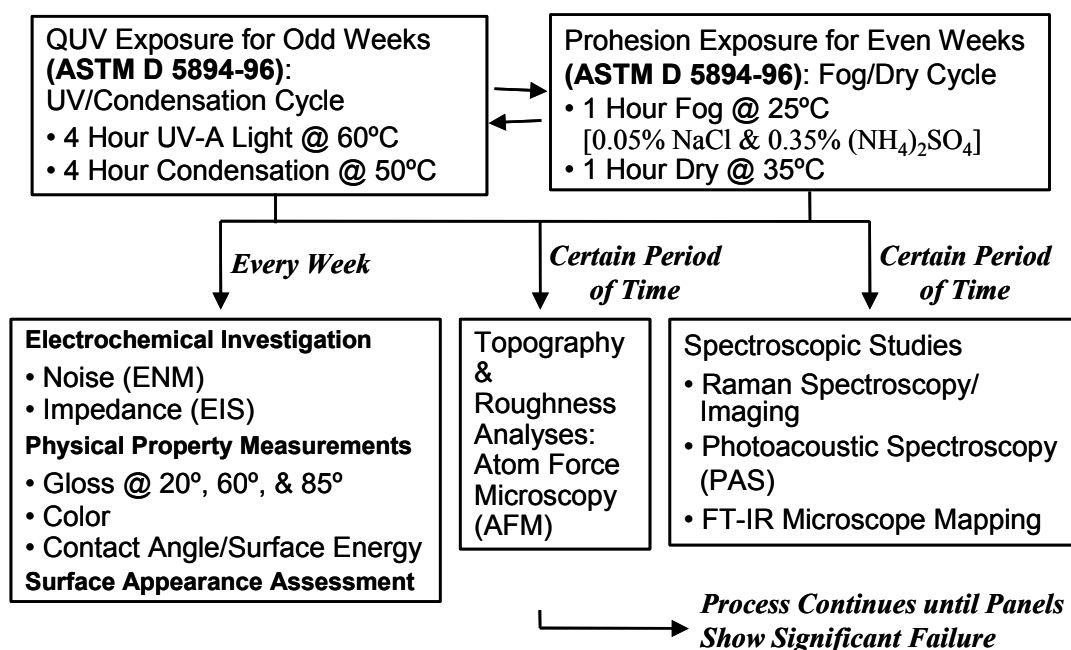 QUV Exposure for Odd Weeks
(ASTM D 5894-96):
UV/Condensation Cycle
• 4 Hour UV-A Light @ 60ºC
• 4 Hour Condensation @ 50ºC
Prohesion Exposure for Even Weeks
(ASTM D 5894-96): Fog/Dry Cycle
• 1 Hour Fog @ 25ºC
[0.05% NaCl & 0.35% (NH₄)₂SO₄]
• 1 Hour Dry @ 35ºC
Every Week
Certain Period
of Time
Certain Period
of Time
Electrochemical Investigation
• Noise (ENM)
• Impedance (EIS)
Physical Property Measurements
• Gloss @ 20º, 60º, & 85º
• Color
• Contact Angle/Surface Energy
Surface Appearance Assessment
Topography
&
Roughness
Analyses:
Atom Force
Microscopy
(AFM)
Spectroscopic Studies
• Raman Spectroscopy/
Imaging
• Photoacoustic Spectroscopy
(PAS)
• FT-IR Microscope Mapping
Process Continues until Panels
Show Significant Failure